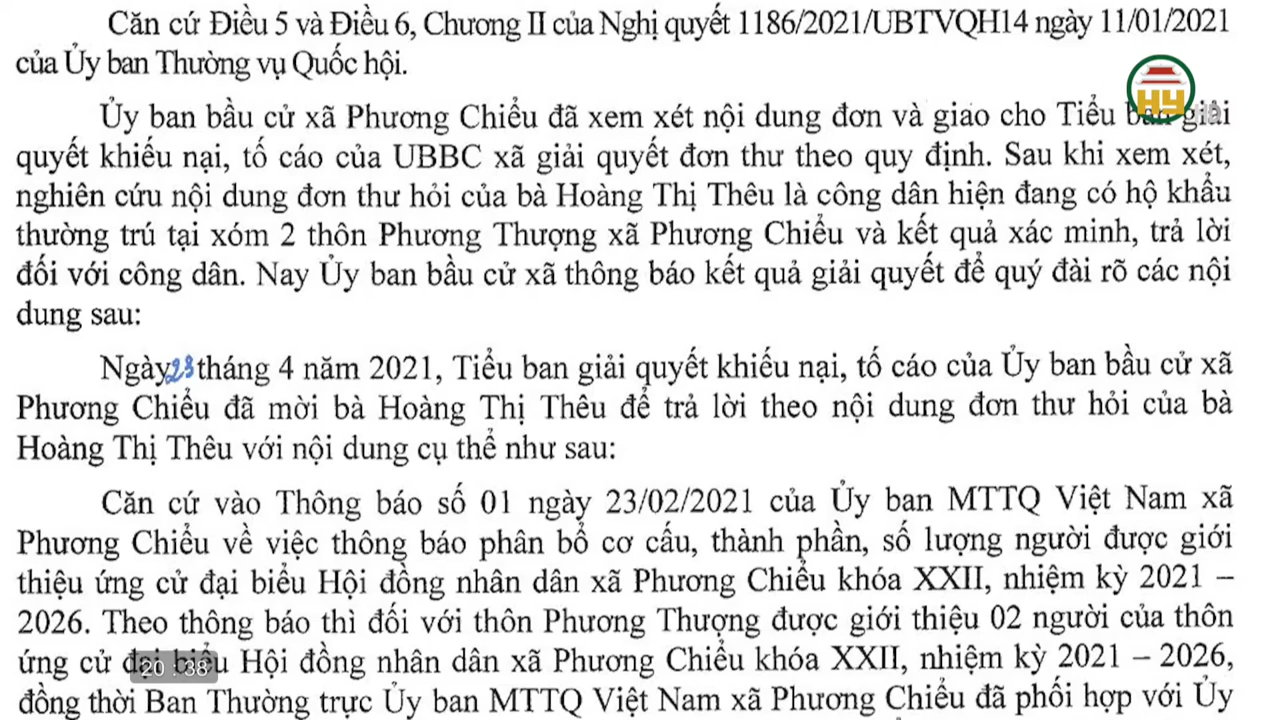 Căn cứ Điều 5 và Điều 6, Chương II của Nghị quyết 1186/2021/UBTVQH14 ngày 11/01/2021
của Ủy ban Thường vụ Quốc hội.
HY
HD
Ủy ban bầu cử xã Phương Chiểu đã xem xét nội dung đơn và giao cho Tiểu ban giải
quyết khiếu nại, tố cáo của UBBC xã giải quyết đơn thư theo quy định. Sau khi xem xét,
nghiên cứu nội dung đơn thư hỏi của bà Hoàng Thị Thêu là công dân hiện đang có hộ khẩu
thường trú tại xóm 2 thôn Phương Thượng xã Phương Chiểu và kết quả xác minh, trả lời
đối với công dân. Nay Ủy ban bầu cử xã thông báo kết quả giải quyết để quý đài rõ các nội
dung sau:
Ngày 23 tháng 4 năm 2021, Tiểu ban giải quyết khiếu nại, tố cáo của Ủy ban bầu cử xã
Phương Chiểu đã mời bà Hoàng Thị Thêu để trả lời theo nội dung đơn thư hỏi của bà
Hoàng Thị Thêu với nội dung cụ thể như sau:
Căn cứ vào Thông báo số 01 ngày 23/02/2021 của Ủy ban MTTQ Việt Nam xã
Phương Chiểu về việc thông báo phân bổ cơ cấu, thành phần, số lượng người được giới
thiệu ứng cử đại biểu Hội đồng nhân dân xã Phương Chiểu khóa XXII, nhiệm kỳ 2021 –
2026. Theo thông báo thì đối với thôn Phương Thượng được giới thiệu 02 người của thôn
ứng cử đại biểu Hội đồng nhân dân xã Phương Chiểu khóa XXII, nhiệm kỳ 2021 – 2026,
20 : 38
đồng thời Ban Thường trực Ủy ban MTTQ Việt Nam xã Phương Chiểu đã phối hợp với Ủy